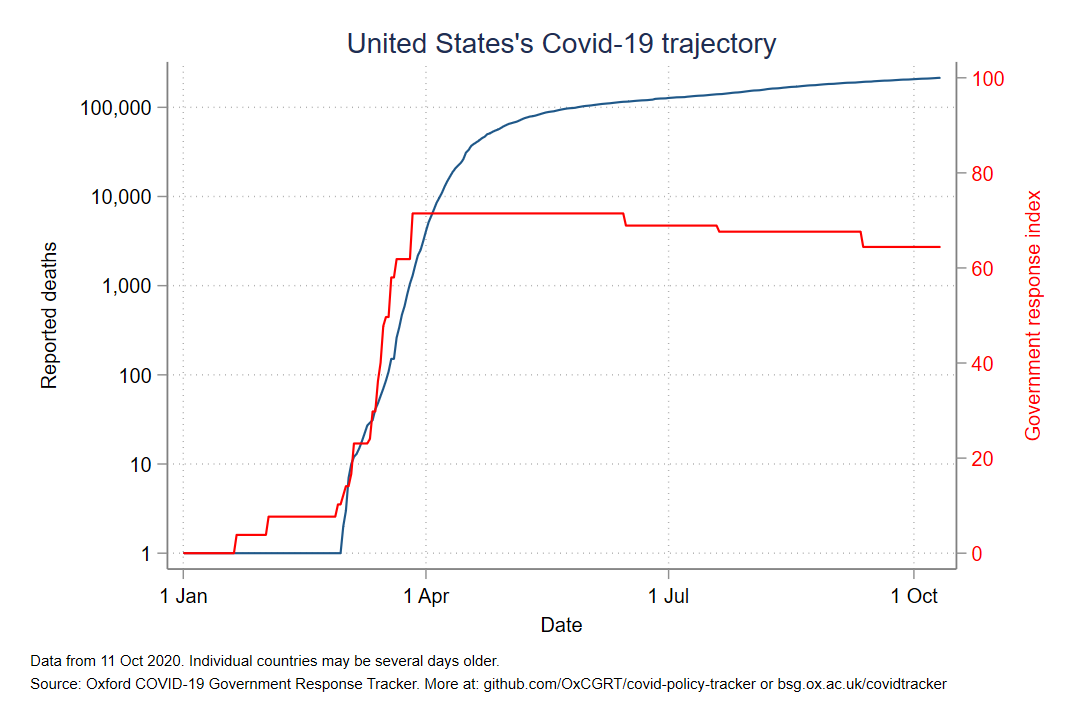 United States's Covid-19 trajectory
100,000
10,000
1,000
100
10
1
Reported deaths
100
80
60
40
20
0
Government response index
1 Jan
1 Apr
1 Jul
1 Oct
Date
Data from 11 Oct 2020. Individual countries may be several days older.
Source: Oxford COVID-19 Government Response Tracker. More at: github.com/OxCGRT/covid-policy-tracker or bsg.ox.ac.uk/covidtracker